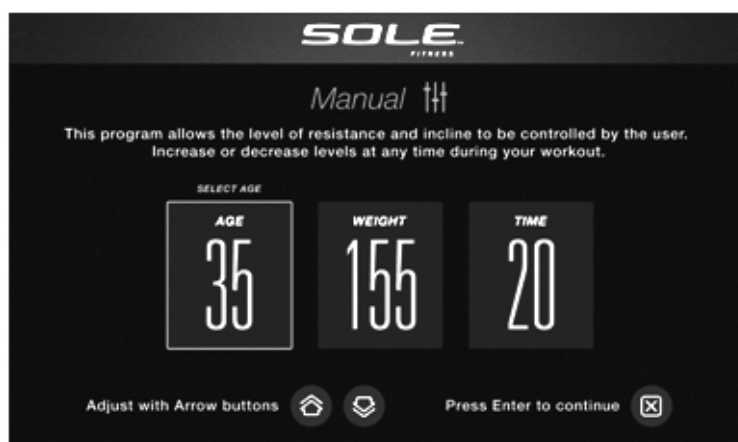 SOLE
FITNESS
Manual
This program allows the level of resistance and incline to be controlled by the user.
Increase or decrease levels at any time during your workout.
SELECT AGE
AGE
35
WEIGHT
155
TIME
20
Adjust with Arrow buttons
Press Enter to continue